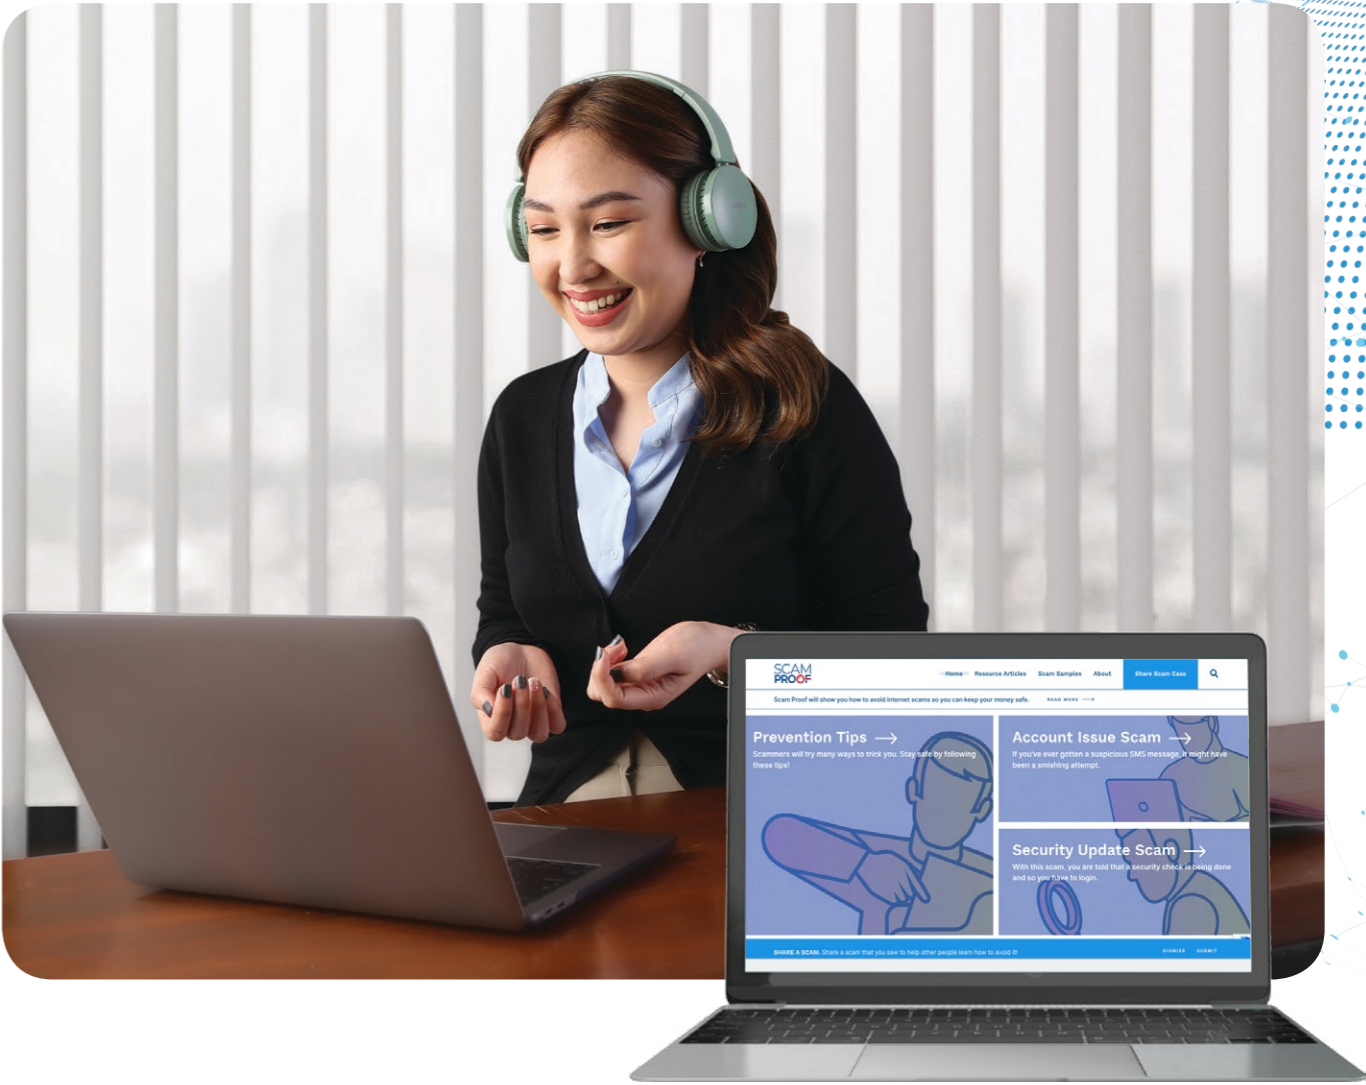 SCAM
PROOF
Home Resource Articles Scam Samples About Share Scam Case
Scam Proof will show you how to avoid internet scams so you can keep your money safe. READ MORE
Prevention Tips
Scammers will try many ways to trick you. Stay safe by following
these tips!
Account Issue Scam
If you've ever gotten a suspicious SMS message, it might have
been a smishing attempt.
Security Update Scam
With this scam, you are told that a security check is being done
and so you have to login.
SHARE A SCAM. Share a scam that you saw to help other people learn how to avoid it! DISMISS SUBMIT